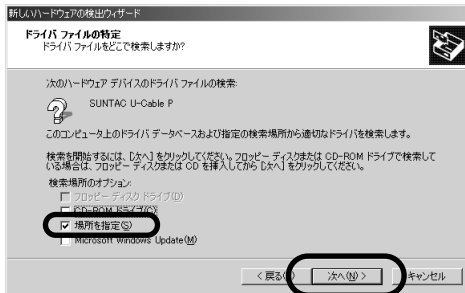 新しいハードウェアの検出ウィザード
ドライバ ファイルの特定
ドライバ ファイルをどこで検索しますか?
次のハードウェア デバイスのドライバ ファイルの検索:
SUNTAC U-Cable P
このコンピュータ上のドライバ データベースおよび指定の検索場所から適切なドライバを検索します。
検索を開始するには、[次へ] をクリックしてください。フロッピー ディスクまたは CD-ROM ドライブで検索して
いる場合は、フロッピー ディスクまたは CD を挿入してから [次へ] をクリックしてください。
検索場所のオプション:
フロッピー ディスク ドライブ(D)
CD-ROM ドライブ(C)
場所を指定(S)
Microsoft Windows Update(M)
< 戻る(
次へ(N) >
キャンセル